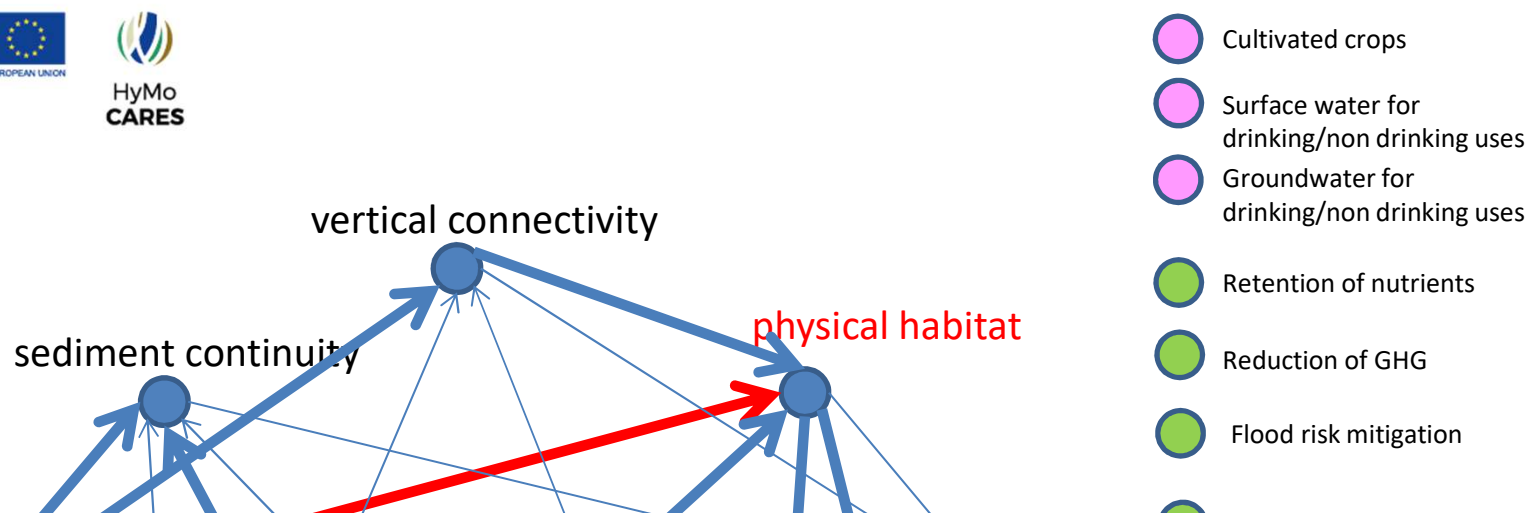 ROPEAN UNION
HyMo
CARES
vertical connectivity
physical habitat
sediment continuity
Cultivated crops
Surface water for
drinking/non drinking uses
Groundwater for
drinking/non drinking uses
Retention of nutrients
Reduction of GHG
Flood risk mitigation